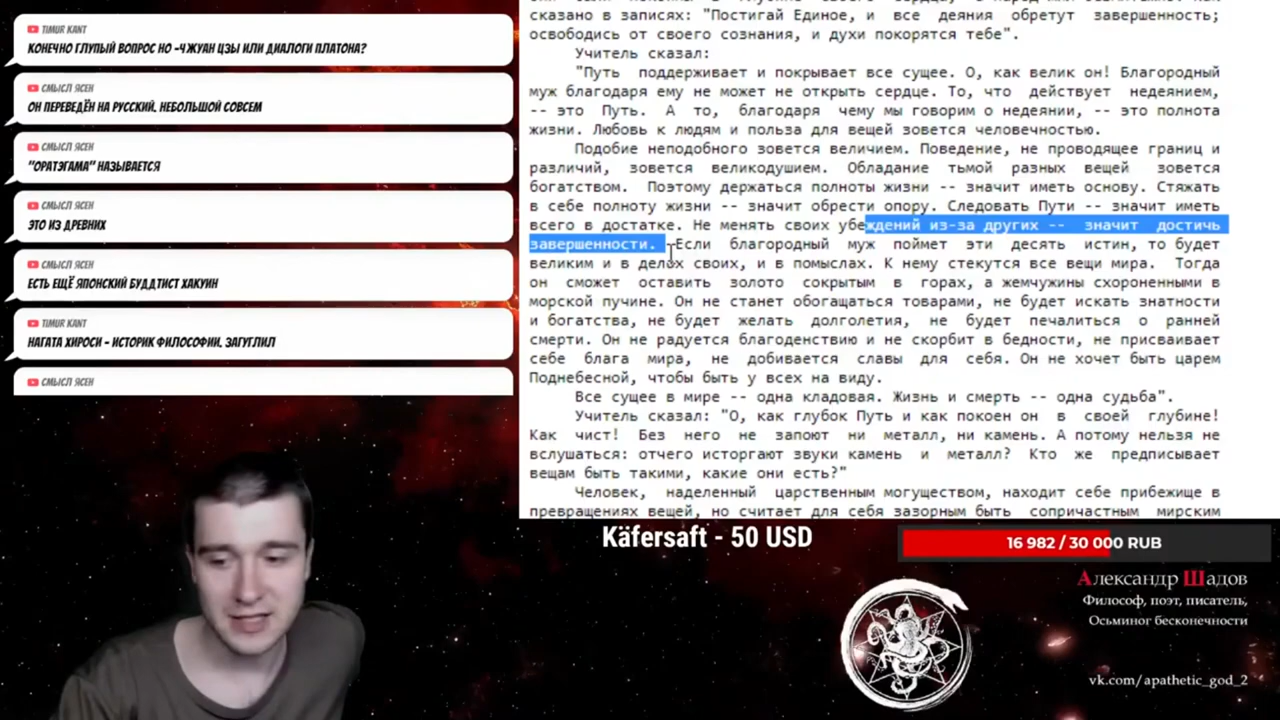 TIMUR KANT
КОНЕЧНО ГЛУПЫЙ ВОПРОС НО -ЧЖУАН ЦЗЫ ИЛИ ДИАЛОГИ ПЛАТОНА?
СМЫСЛ ЯСЕН
ОН ПЕРЕВЕДЁН НА РУССКИЙ. НЕБОЛЬШОЙ СОВСЕМ
СМЫСЛ ЯСЕН
"ОРАТЭГАМА" НАЗЫВАЕТСЯ
СМЫСЛ ЯСЕН
ЭТО ИЗ ДРЕВНИХ
СМЫСЛ ЯСЕН
ЕСТЬ ЕЩЁ ЯПОНСКИЙ БУДДТИСТ ХАКУИН
TIMUR KANT
НАГАТА ХИРОСИ - ИСТОРИК ФИЛОСОФИИ. ЗАГУГЛИЛ
СМЫСЛ ЯСЕН
сказано в записях: "Постигай Единое, и все деяния обретут завершенность;
освободись от своего сознания, и духи покорятся тебе".
Учитель сказал:
"Путь поддерживает и покрывает все сущее. О, как велик он! Благородный
муж благодаря ему не может не открыть сердце. То, что действует недеянием,
-- это Путь. А то, благодаря чему мы говорим о недеянии, -- это полнота
жизни. Любовь к людям и польза для вещей зовется человечностью.
Подобие неподобного зовется величием. Поведение, не проводящее границ и
различий, зовется великодушием. Обладание тьмой разных вещей зовется
богатством. Поэтому держаться полноты жизни -- значит иметь основу. Стяжать
в себе полноту жизни -- значит обрести опору. Следовать Пути -- значит иметь
всего в достатке. Не менять своих убеждений из-за других -- значит достичь
завершенности. Если благородный муж поймет эти десять истин, то будет
великим и в делах своих, и в помыслах. К нему стекутся все вещи мира. Тогда
он сможет оставить золото сокрытым в горах, а жемчужины схороненными в
морской пучине. Он не станет обогащаться товарами, не будет искать знатности
и богатства, не будет желать долголетия, не будет печалиться о ранней
смерти. Он не радуется благоденствию и не скорбит в бедности, не присваивает
себе блага мира, не добивается славы для себя. Он не хочет быть царем
Поднебесной, чтобы быть у всех на виду.
Все сущее в мире -- одна кладовая. Жизнь и смерть -- одна судьба".
Учитель сказал: "О, как глубок Путь и как покоен он в своей глубине!
Как чист! Без него не запоют ни металл, ни камень. А потому нельзя не
вслушаться: отчего исторгают звуки камень и металл? Кто же предписывает
вещам быть такими, какие они есть?"
Человек, наделенный царственным могуществом, находит себе прибежище в
превращениях вещей, но считает для себя зазорным быть сопричастным мирским
Käfersaft - 50 USD
16 982 / 30 000 RUB
Александр Шадов
Философ, поэт, писатель,
Осьминог бесконечности
vk.com/apathetic_god_2